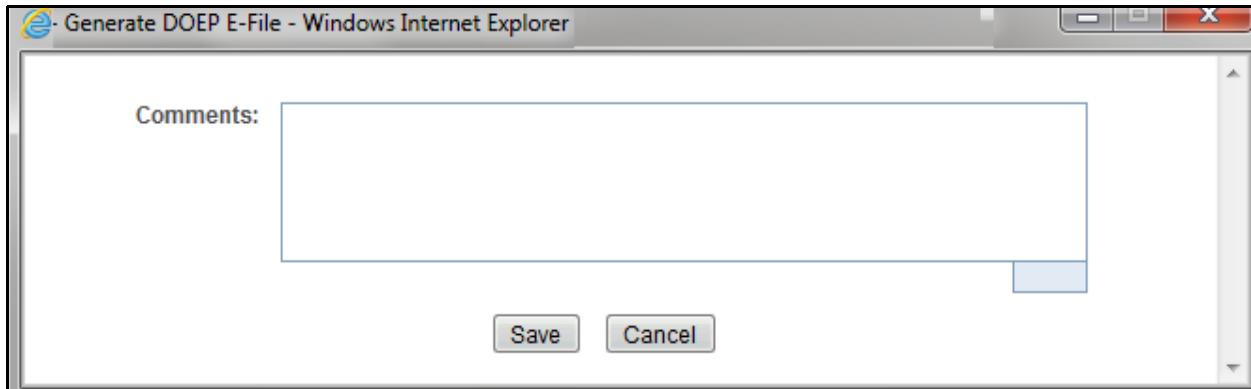 - Generate DOEP E-File - Windows Internet Explorer
Comments:
Save Cancel